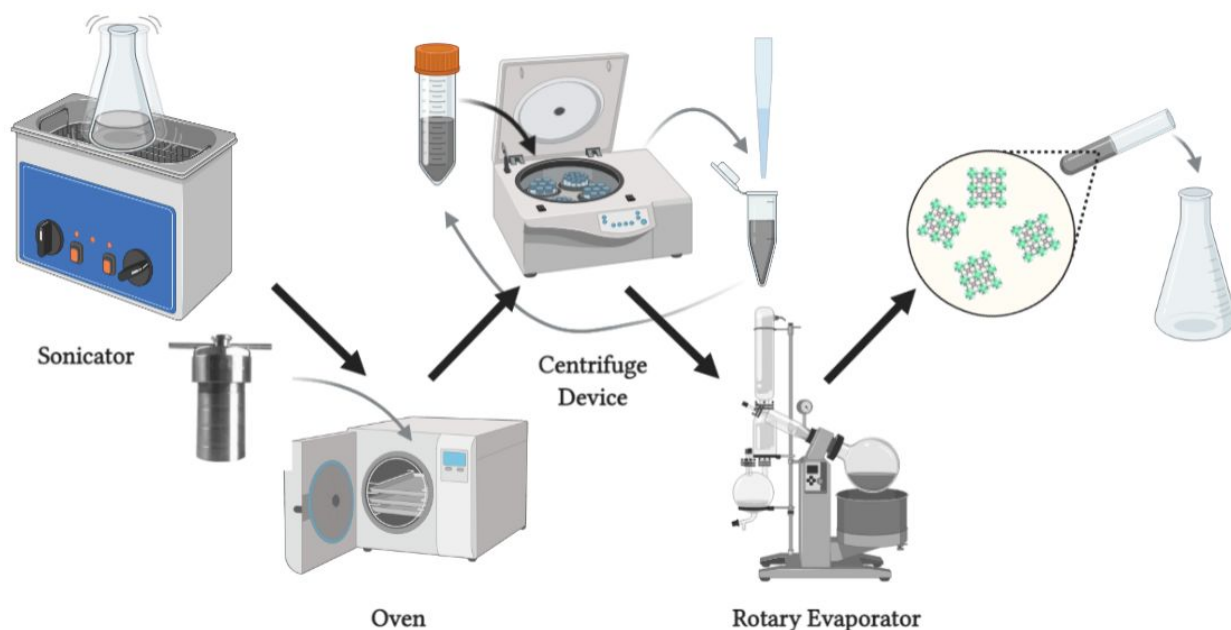 Sonicator
Centrifuge
Device
Oven
Rotary Evaporator